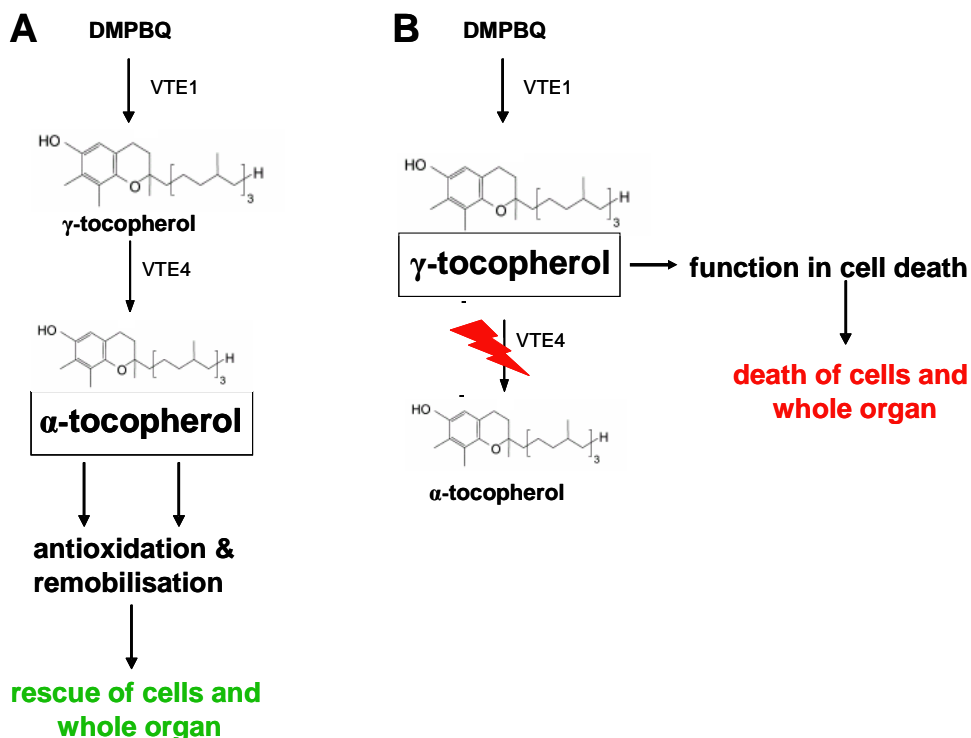 A
DMPBQ
VTE1
HO
O
H
3
γ-tocopherol
VTE4
HO
O
H
3
α-tocopherol
antioxidation &
remobilisation
rescue of cells and
whole organ
B
DMPBQ
VTE1
HO
O
H
3
γ-tocopherol
function in cell death
death of cells and
whole organ
VTE4
HO
O
H
3
α-tocopherol